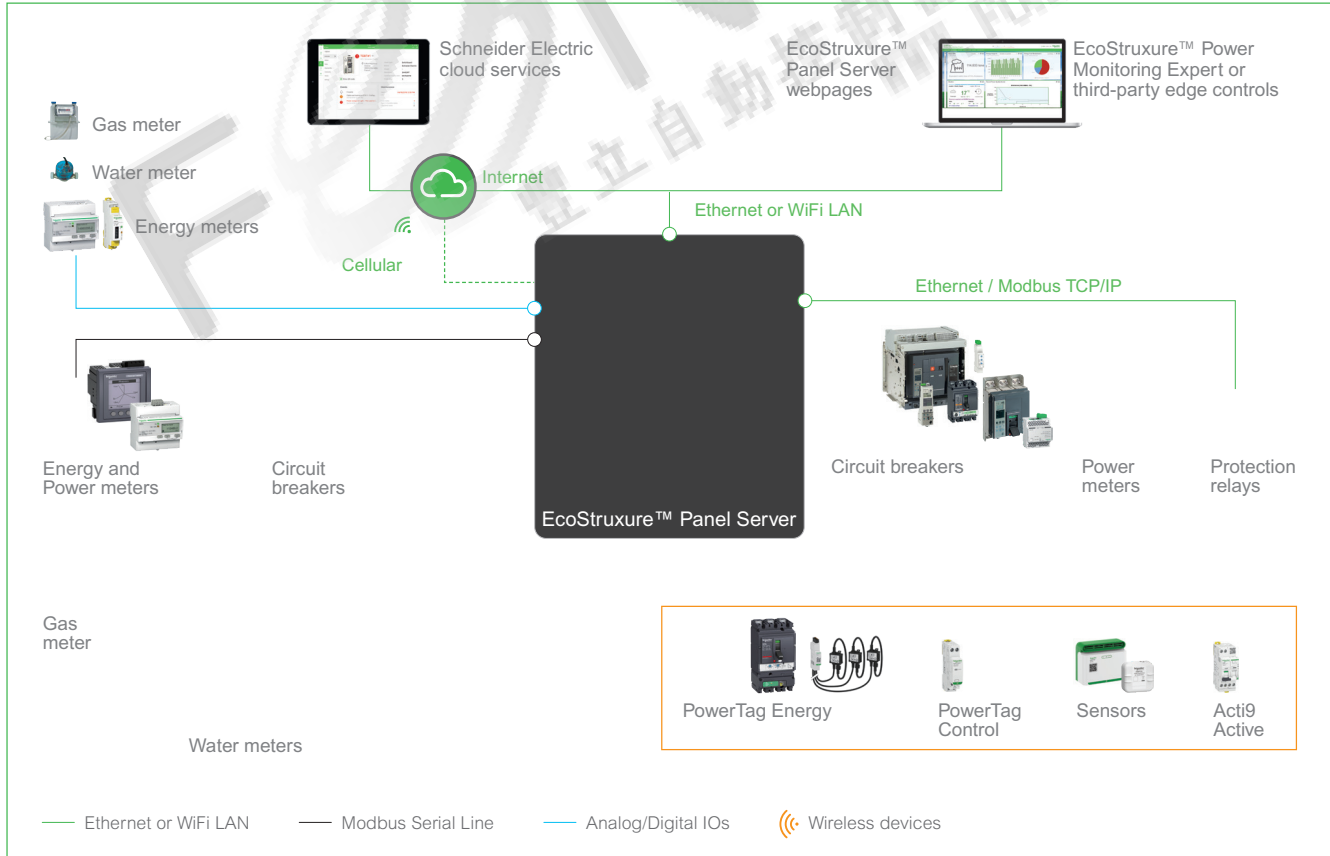 Schneider Electric
cloud services
EcoStruxure™
Panel Server
webpages
EcoStruxure™ Power
Monitoring Expert or
third-party edge controls
Gas meter
Water meter
Energy meters
Internet
Ethernet or WiFi LAN
Cellular
Ethernet / Modbus TCP/IP
Energy and
Power meters
Circuit
breakers
EcoStruxure™ Panel Server
Circuit breakers
Power
meters
Protection
relays
Gas
meter
Water meters
PowerTag Energy
PowerTag
Control
Sensors
Acti9
Active
Ethernet or WiFi LAN
Modbus Serial Line
Analog/Digital IOs
Wireless devices